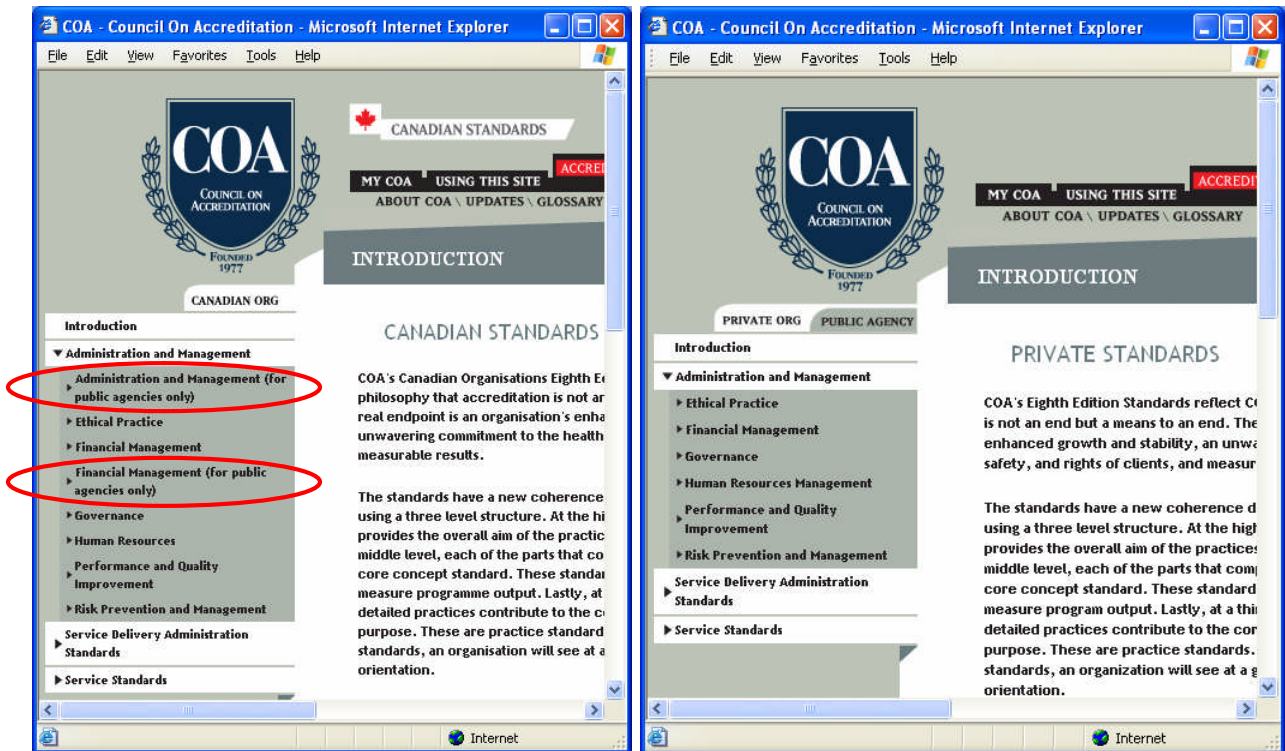 COA - Council On Accreditation - Microsoft Internet Explorer
File Edit View Favorites Tools Help
COA
COUNCIL ON
ACCREDITATION
FOUNDED
1977
CANADIAN STANDARDS
ACCREI
MY COA USING THIS SITE
ABOUT COA \ UPDATES \ GLOSSARY
INTRODUCTION
CANADIAN ORG
Introduction
Administration and Management
Administration and Management (for
public agencies only)
Ethical Practice
Financial Management
Financial Management (for public
agencies only)
Governance
Human Resources
Performance and Quality
Improvement
Risk Prevention and Management
Service Delivery Administration
Standards
Service Standards
CANADIAN STANDARDS
COA's Canadian Organisations Eighth E
philosophy that accreditation is not ar
real endpoint is an organisation's enha
unwavering commitment to the health
measurable results.
The standards have a new coherence
using a three level structure. At the hi
provides the overall aim of the practic
middle level, each of the parts that co
core concept standard. These standar
measure programme output. Lastly, at
detailed practices contribute to the c
purpose. These are practice standard
standards, an organisation will see at a
orientation.
Internet
COA - Council On Accreditation - Microsoft Internet Explorer
File Edit View Favorites Tools Help
COA
COUNCIL ON
ACCREDITATION
FOUNDED
1977
ACCREDI
MY COA USING THIS SITE
ABOUT COA \ UPDATES \ GLOSSARY
INTRODUCTION
PRIVATE ORG PUBLIC AGENCY
Introduction
Administration and Management
Ethical Practice
Financial Management
Governance
Human Resources Management
Performance and Quality
Improvement
Risk Prevention and Management
Service Delivery Administration
Standards
Service Standards
PRIVATE STANDARDS
COA's Eighth Edition Standards reflect C
is not an end but a means to an end. The
enhanced growth and stability, an unwa
safety, and rights of clients, and measur
The standards have a new coherence d
using a three level structure. At the high
provides the overall aim of the practices
middle level, each of the parts that com
core concept standard. These standard
measure program output. Lastly, at a thi
detailed practices contribute to the cor
purpose. These are practice standards.
standards, an organization will see at a g
orientation.
Internet